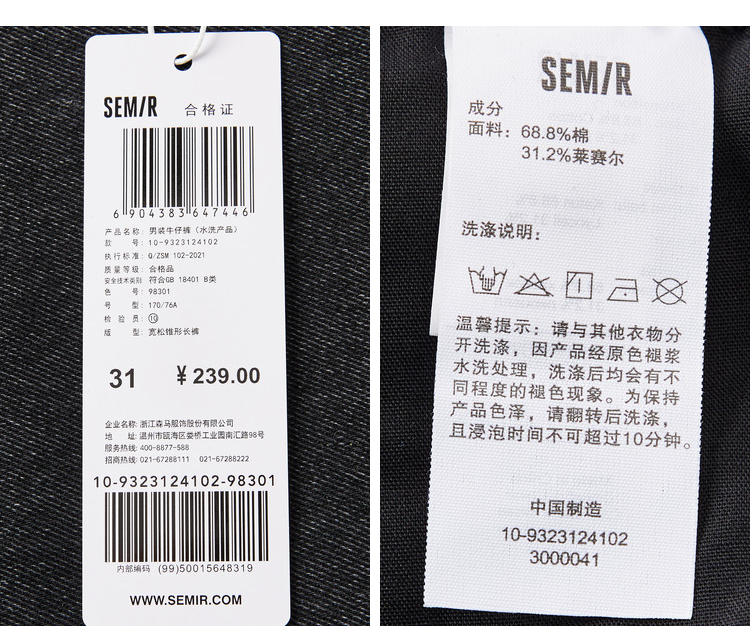 SEMIR 合格证
6 904383 647446
产品名称: 男装牛仔裤 (水洗产品)
款 号: 10-9323124102
执行标准: Q/ZSM 102-2021
质量等级: 合格品
安全技术类别 符合GB 18401 B类
色 号: 98301
号 型: 170/76A
检 验 员: 10
版 型: 宽松锥形长裤
31 ¥239.00
企业名称: 浙江森马服饰股份有限公司
地 址: 温州市瓯海区娄桥工业园南汇路98号
服务热线: 400-8877-588
招商热线: 021-67288111 021-67288222
10-9323124102-98301
内部编码 (99)50015648319
WWW.SEMIR.COM
SEMIR
成分
面料: 68.8%棉
31.2%莱赛尔
洗涤说明:
温馨提示: 请与其他衣物分
开洗涤, 因产品经原色褪浆
水洗处理, 洗涤后均会有不
同程度的褪色现象。为保持
产品色泽, 请翻转后洗涤,
且浸泡时间不可超过10分钟。
中国制造
10-9323124102
3000041